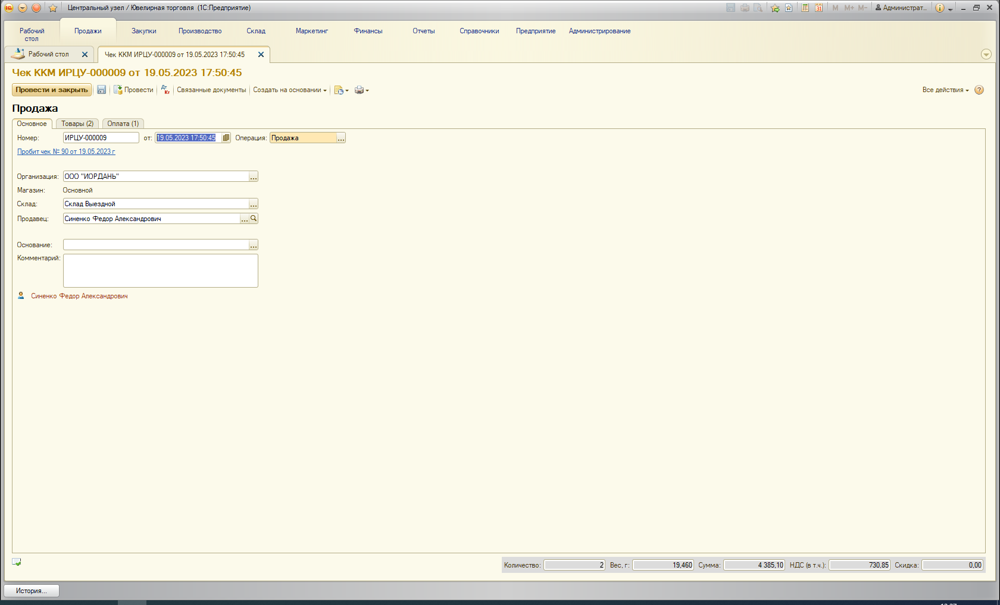 Центральный узел / Ювелирная торговля (1С:Предприятие)
31 M M+ M- Администрат...
Рабочий стол
Продажи
Закупки
Производство
Склад
Маркетинг
Финансы
Отчеты
Справочники
Предприятие
Администрирование
Рабочий стол
Чек ККМ ИРЦУ-000009 от 19.05.2023 17:50:45
Чек ККМ ИРЦУ-000009 от 19.05.2023 17:50:45
Провести и закрыть Провести Дт Кт Связанные документы Создать на основании Все действия ?
Продажа
Основное Товары (2) Оплата (1)
Номер: ИРЦУ-000009 от: 19.05.2023 17:50:45 Операция: Продажа ...
Пробит чек № 90 от 19.05.2023 г
Организация: ООО "ИОРДАНЬ" ...
Магазин: Основной
Склад: Склад Выездной ...
Продавец: Синенко Федор Александрович ...
Основание: ...
Комментарий:
Синенко Федор Александрович
Количество: 2 Вес, г: 19,460 Сумма: 4 385,10 НДС (в т.ч.): 730,85 Скидка: 0,00
История...